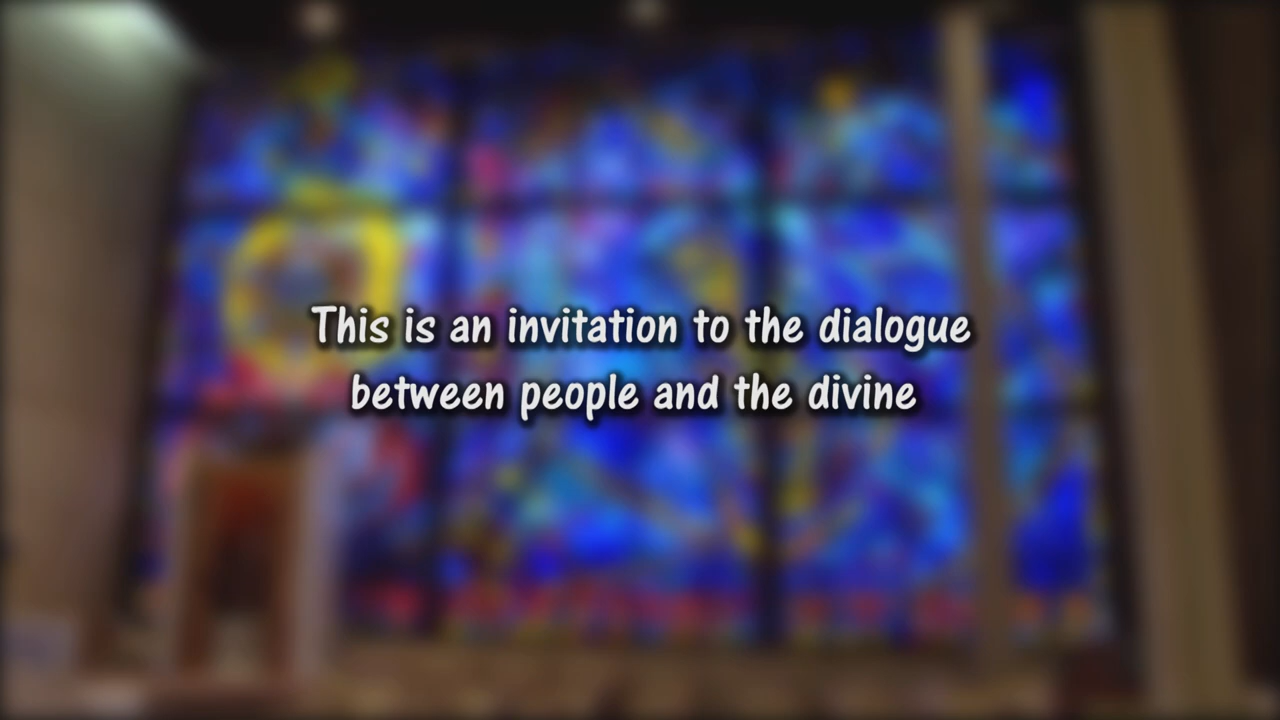 This is an invitation to the dialogue
between people and the divine